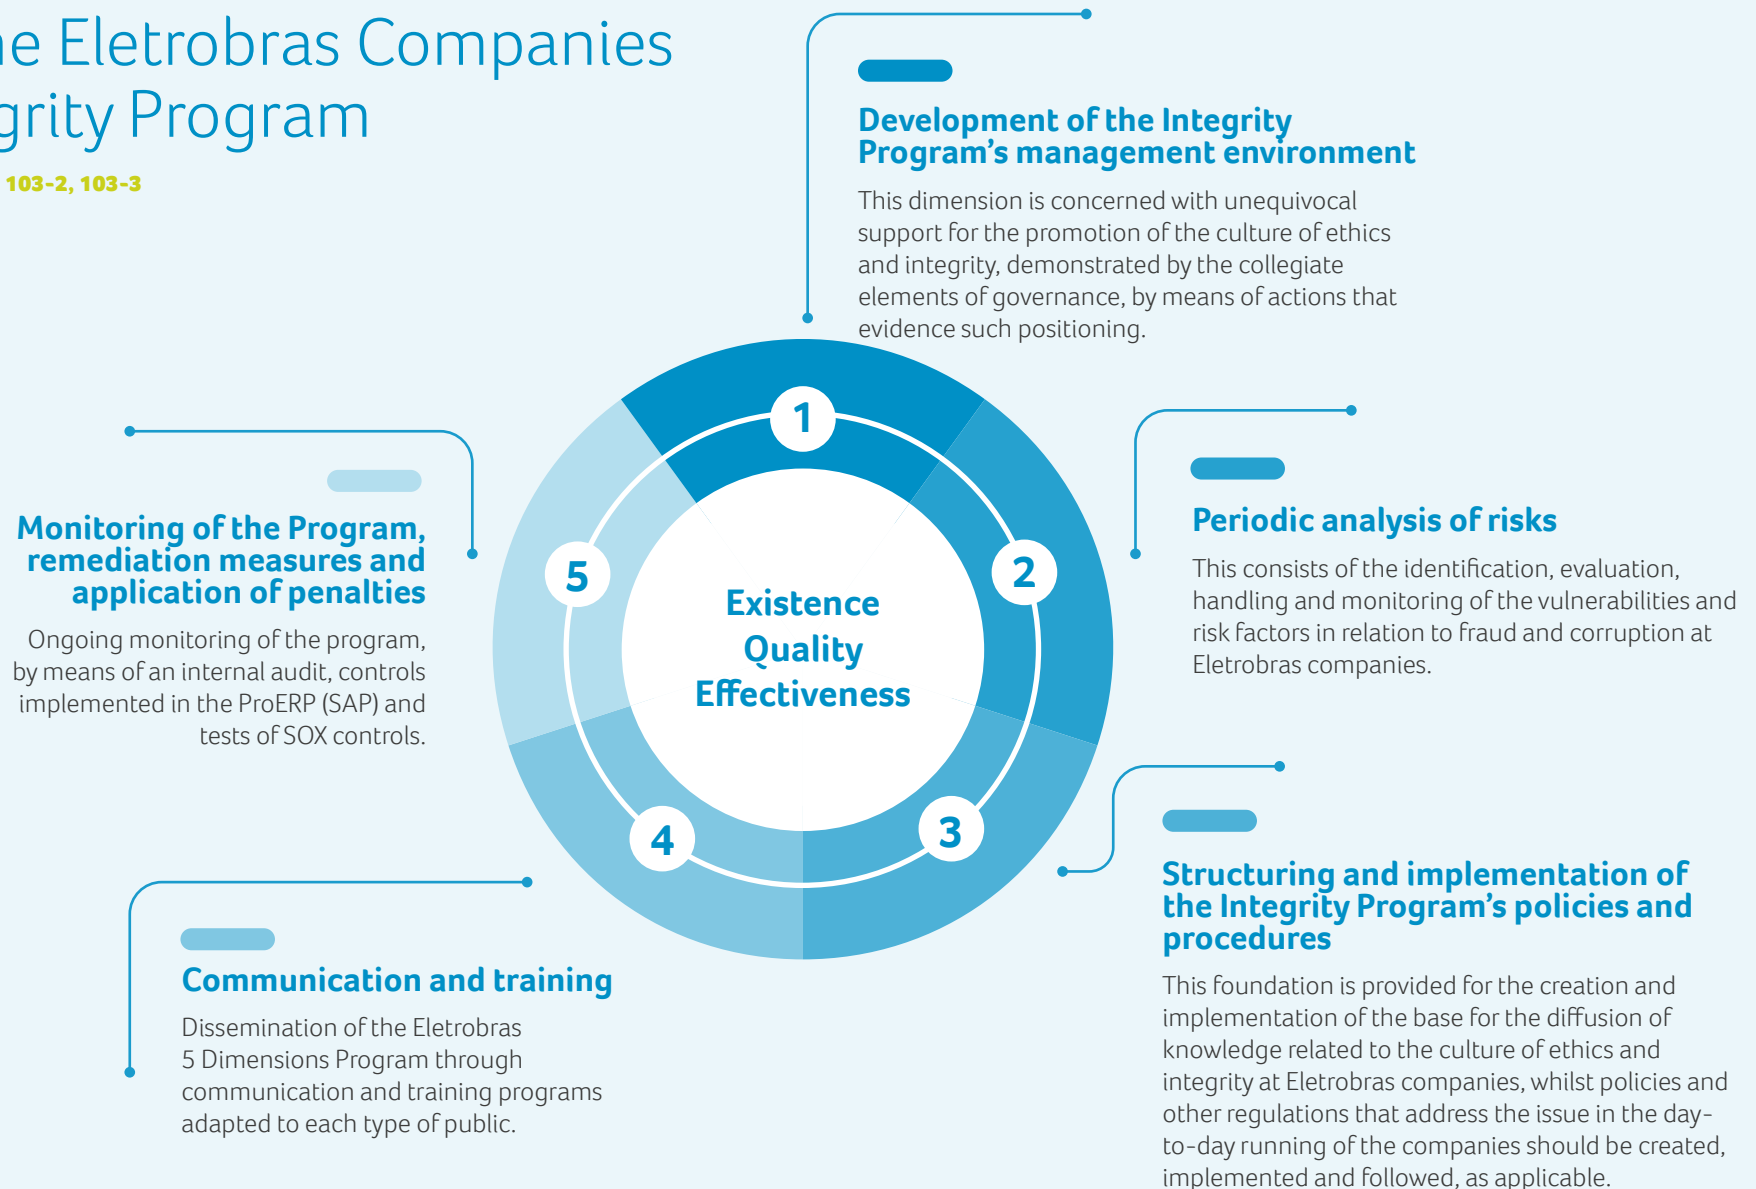 ne Eletrobras Companies
grity Program
103-2, 103-3
Development of the Integrity
Program’s management environment
This dimension is concerned with unequivocal
support for the promotion of the culture of ethics
and integrity, demonstrated by the collegiate
elements of governance, by means of actions that
evidence such positioning.
1
2
3
4
5
Existence
Quality
Effectiveness
Periodic analysis of risks
This consists of the identification, evaluation,
handling and monitoring of the vulnerabilities and
risk factors in relation to fraud and corruption at
Eletrobras companies.
Structuring and implementation of
the Integrity Program’s policies and
procedures
This foundation is provided for the creation and
implementation of the base for the diffusion of
knowledge related to the culture of ethics and
integrity at Eletrobras companies, whilst policies and
other regulations that address the issue in the day-
to-day running of the companies should be created,
implemented and followed, as applicable.
Communication and training
Dissemination of the Eletrobras
5 Dimensions Program through
communication and training programs
adapted to each type of public.
Monitoring of the Program,
remediation measures and
application of penalties
Ongoing monitoring of the program,
by means of an internal audit, controls
implemented in the ProERP (SAP) and
tests of SOX controls.